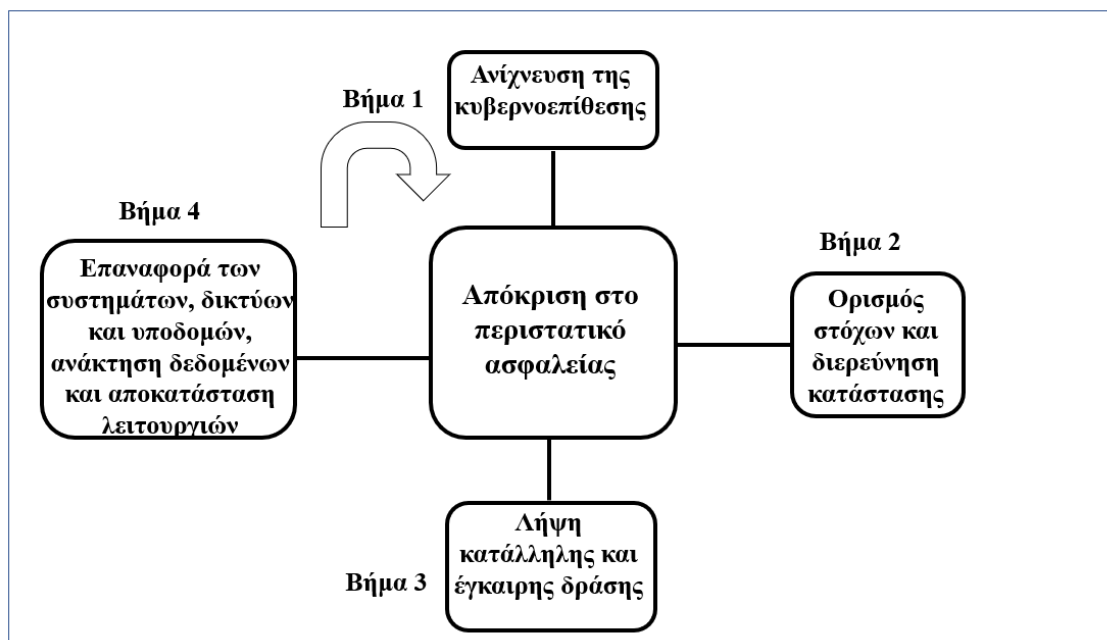 Βήμα 1
Ανίχνευση της
κυβερνοεπίθεσης
Βήμα 4
Επαναφορά των
συστημάτων, δικτύων
και υποδομών,
ανάκτηση δεδομένων
και αποκατάσταση
λειτουργιών
Απόκριση στο
περιστατικό
ασφαλείας
Βήμα 2
Ορισμός
στόχων και
διερεύνηση
κατάστασης
Βήμα 3
Λήψη
κατάλληλης και
έγκαιρης δράσης